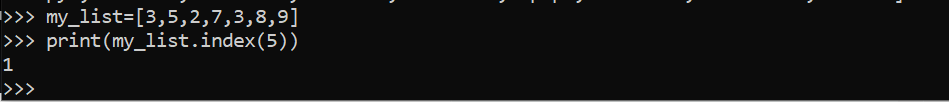 >>> my_list=[3,5,2,7,3,8,9]
>>> print(my_list.index(5))
1
>>>